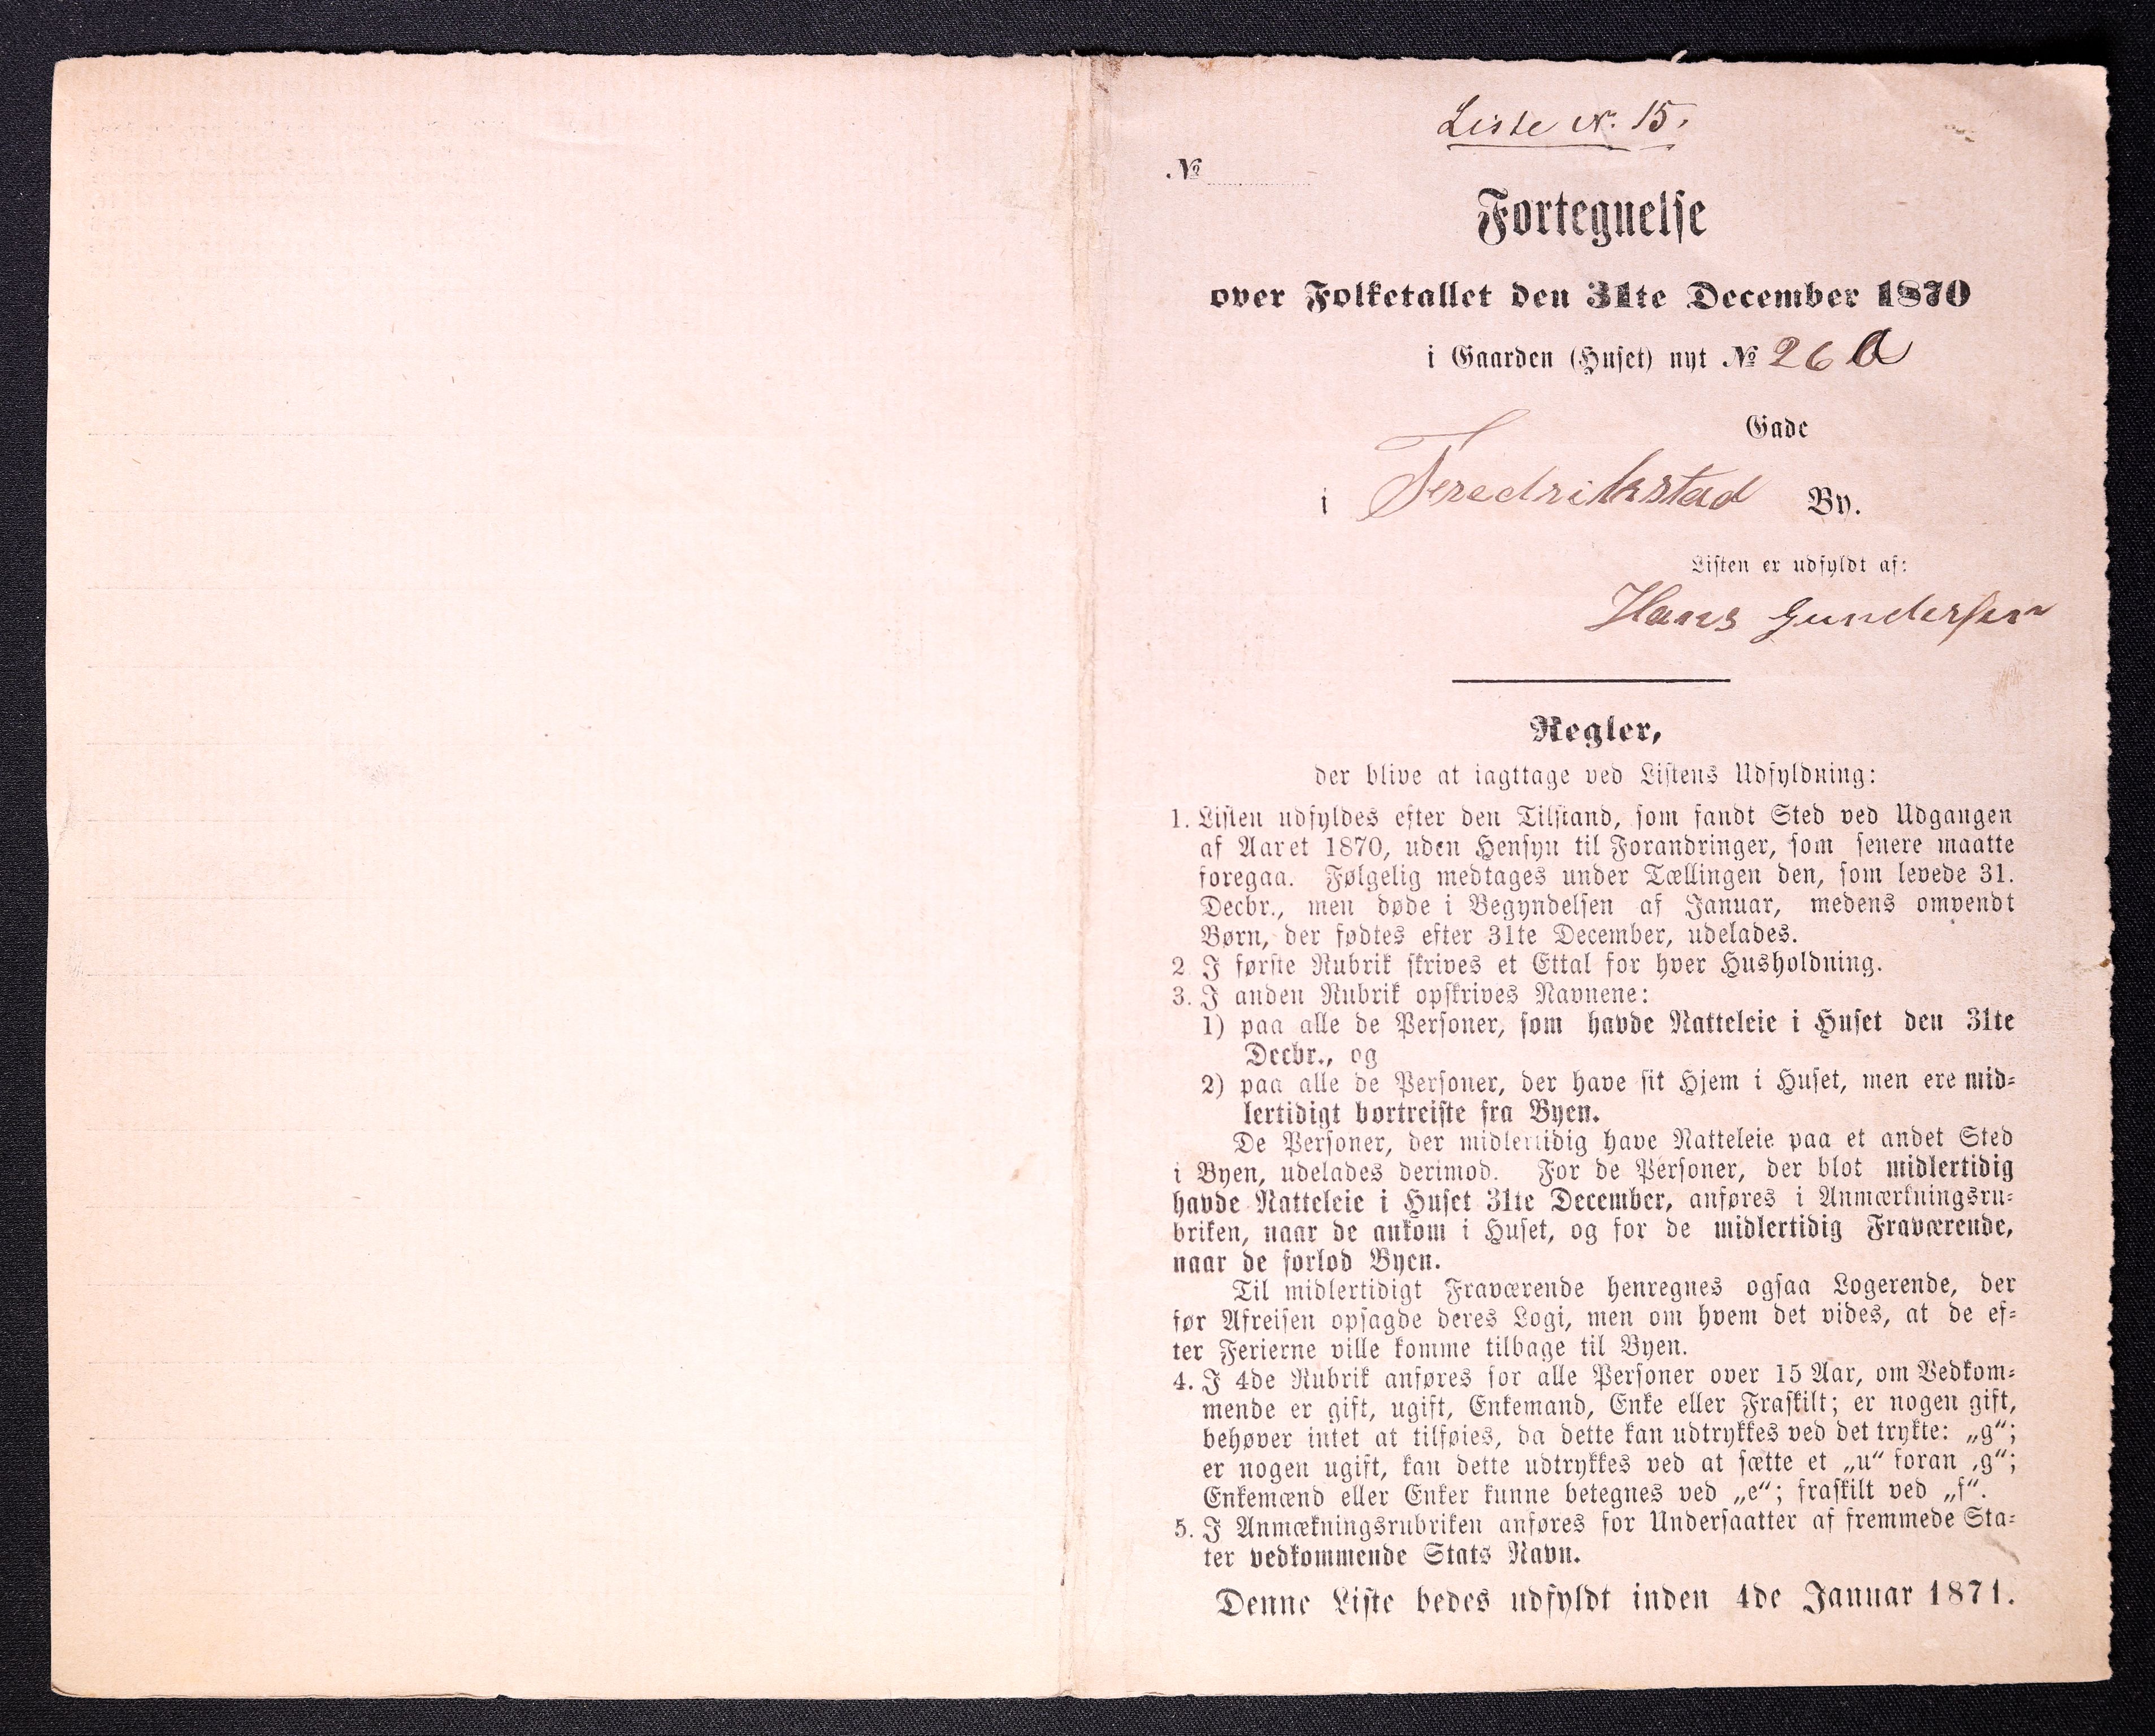 Liste N. 15.
№
Fortegnelse
over Folketallet den 31te December 1870
i Gaarden (Huset) nyt № 26 a
Gade
i Fredrikstad By.
Listen er udfyldt af:
Hans Gundersen
Regler,
der blive at iagttage ved Listens Udfyldning:
1. Listen udfyldes efter den Tilstand, som fandt Sted ved Udgangen
af Aaret 1870, uden Hensyn til Forandringer, som senere maatte
foregaa. Følgelig medtages under Tællingen den, som levede 31.
Decbr., men døde i Begyndelsen af Januar, medens omvendt
Børn, der fødtes efter 31te December, udelades.
2 I første Rubrik skrives et Ettal for hver Husholdning.
3. I anden Rubrik opskrives Navnene:
1) paa alle de Personer, som havde Natteleie i Huset den 31te
Decbr., og
2) paa alle de Personer, der have sit Hjem i Huset, men ere mid-
lertidigt bortreiste fra Byen.
De Personer, der midlertidig have Natteleie paa et andet Sted
i Byen, udelades derimod. For de Personer, der blot midlertidig
havde Natteleie i Huset 31te December, anføres i Anmærkningsru-
briken, naar de ankom i Huset, og for de midlertidig Fraværende,
naar de forlod Byen.
Til midlertidigt Fraværende henregnes ogsaa Logerende, der
før Afreisen opsagde deres Logi, men om hvem det vides, at de ef-
ter Ferierne ville komme tilbage til Byen.
4. I 4de Rubrik anføres for alle Personer over 15 Aar, om Vedkom-
mende er gift, ugift, Enkemand, Enke eller Fraskilt; er nogen gift,
behøver intet at tilføies, da dette kan udtrykkes ved det trykte: „g“;
er nogen ugift, kan dette udtrykkes ved at sætte et „u“ foran ‚g“;
Enkemænd eller Enker kunne betegnes ved „e“; fraskilt ved „f“.
5. I Anmækningsrubriken anføres for Undersaatter af fremmede Sta-
ter vedkommende Stats Navn.
Denne Liste bedes udfyldt inden 4de Januar 1871.